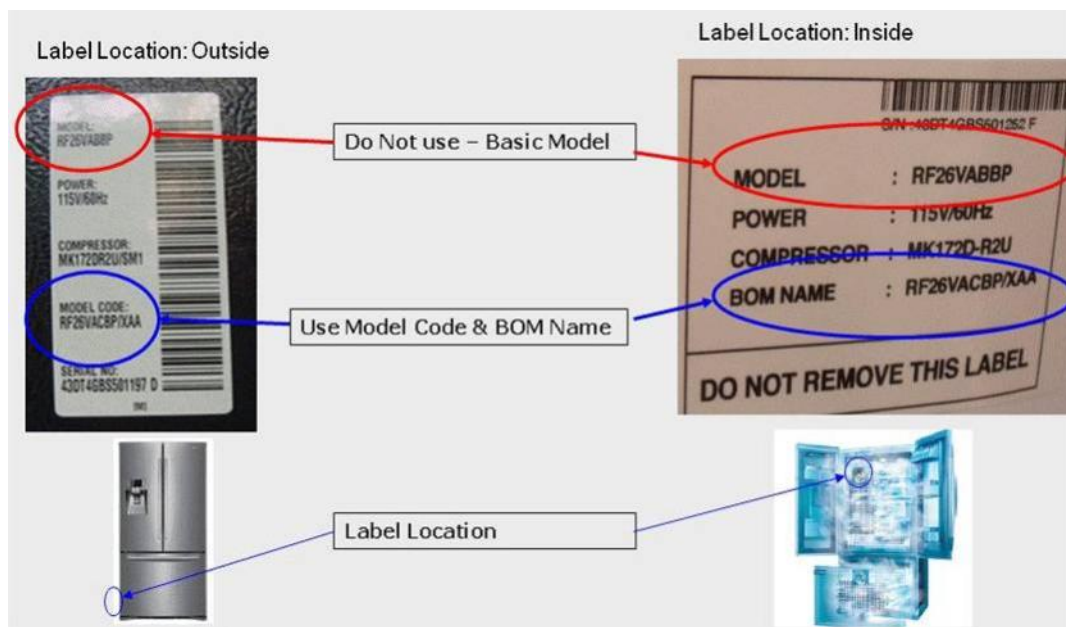 Label Location: Outside
Label Location: Inside
MODEL:
RF26VABBP
POWER:
115V/60Hz
COMPRESSOR:
MK172DR2U/SM1
MODEL CODE:
RF26VACBP/XAA
SERIAL NO:
43DT4GBS501197 D
Do Not use – Basic Model
Use Model Code & BOM Name
S/N :43DT4GBS601252 F
MODEL : RF26VABBP
POWER : 115V/60Hz
COMPRESSOR : MK172D-R2U
BOM NAME : RF26VACBP/XAA
DO NOT REMOVE THIS LABEL
Label Location